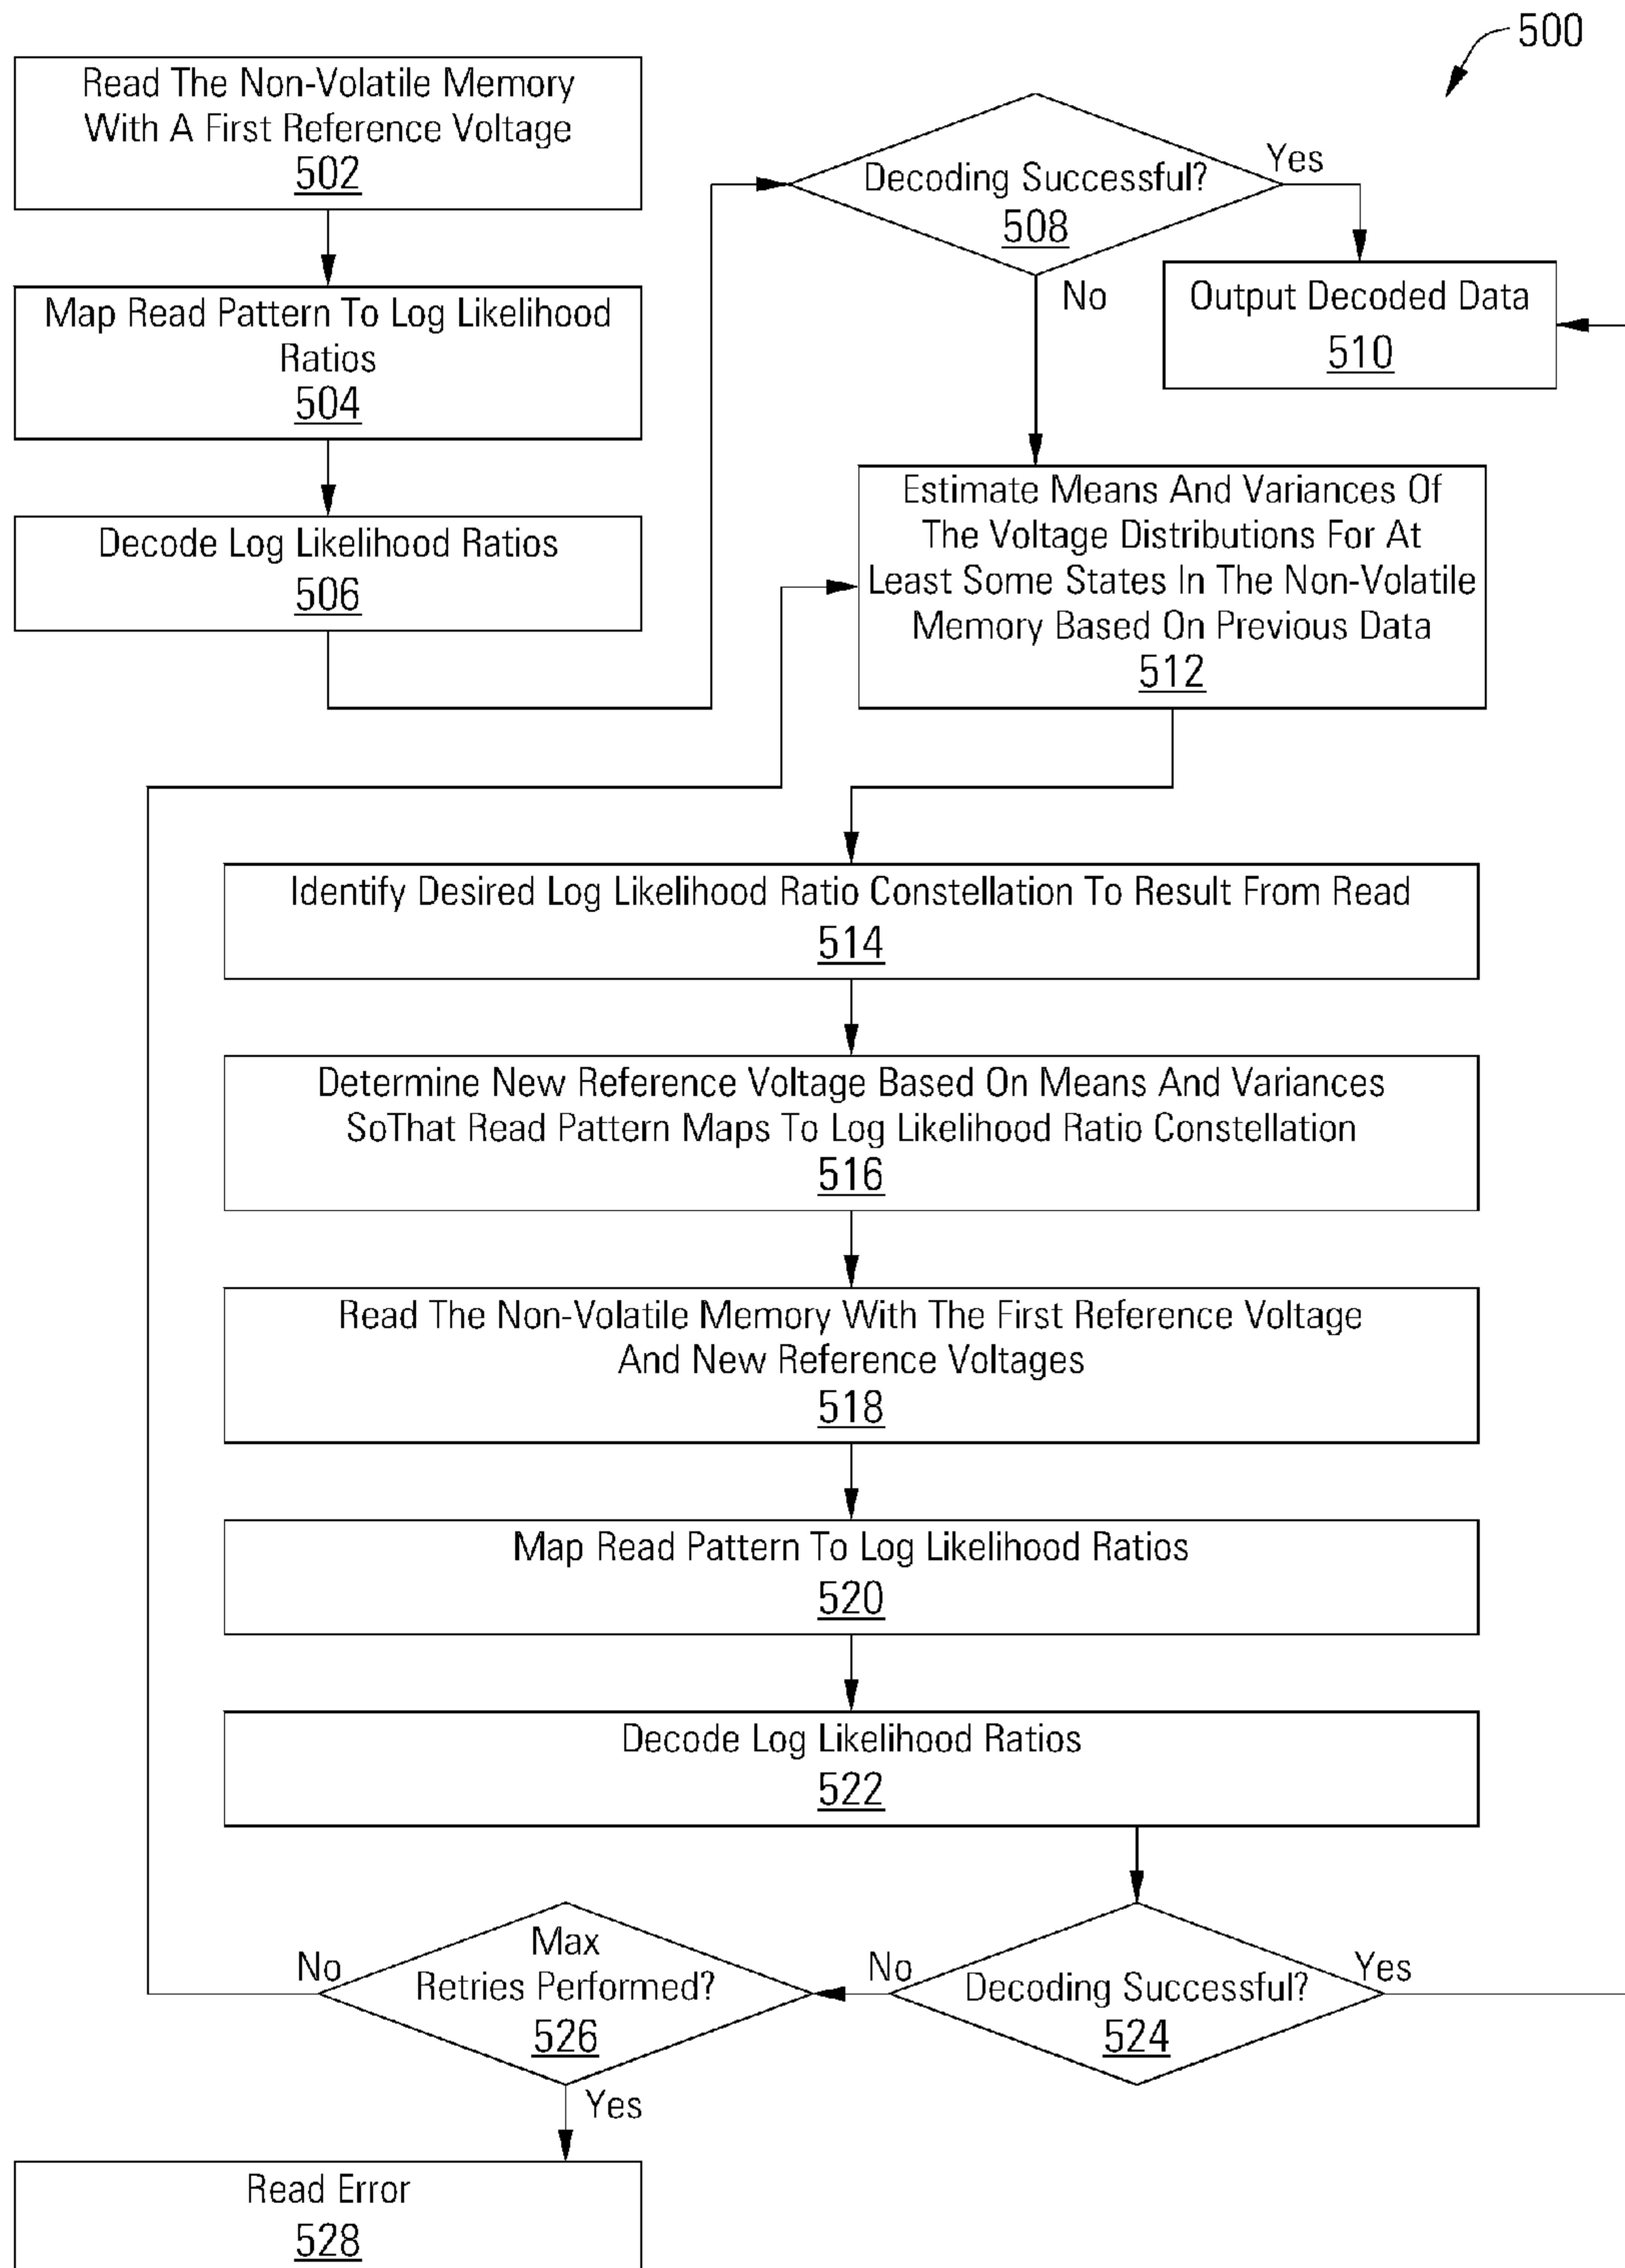 500
Read The Non-Volatile Memory
With A First Reference Voltage
502
Map Read Pattern To Log Likelihood
Ratios
504
Decode Log Likelihood Ratios
506
Decoding Successful?
508
Yes
No
Output Decoded Data
510
Estimate Means And Variances Of
The Voltage Distributions For At
Least Some States In The Non-Volatile
Memory Based On Previous Data
512
Identify Desired Log Likelihood Ratio Constellation To Result From Read
514
Determine New Reference Voltage Based On Means And Variances
SoThat Read Pattern Maps To Log Likelihood Ratio Constellation
516
Read The Non-Volatile Memory With The First Reference Voltage
And New Reference Voltages
518
Map Read Pattern To Log Likelihood Ratios
520
Decode Log Likelihood Ratios
522
Decoding Successful?
524
Yes
No
Max
Retries Performed?
526
No
Yes
Read Error
528